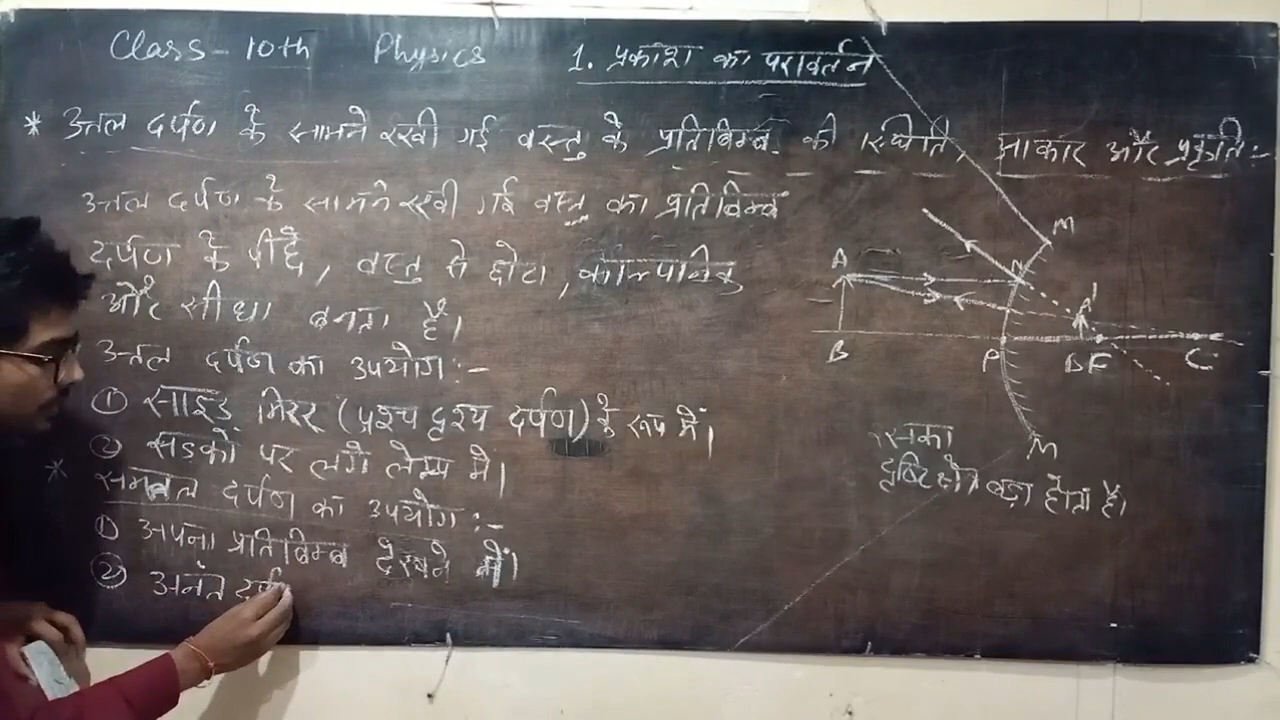 Class - 10th Physics 1. प्रकाश का परावर्तन
* उत्तल दर्पण के सामने रखी गई वस्तु के प्रतिबिम्ब की स्थिति, आकार और प्रकृति:-
उत्तल दर्पण के सामने रखी गई वस्तु का प्रतिबिम्ब
दर्पण के पीछे, वस्तु से छोटा, काल्पनिक
और सीधा बनता है।
उत्तल दर्पण का उपयोग:-
① साइड मिरर (पश्च दृश्य दर्पण) के रूप में।
② सड़कों पर लगे लेम्प में।
* समतल दर्पण का उपयोग:-
① अपना प्रतिबिम्ब देखने में।
② अनंत दर्प
M
A N A'
B P B F C
M
इसका
दृष्टि क्षेत्र बड़ा होता है।